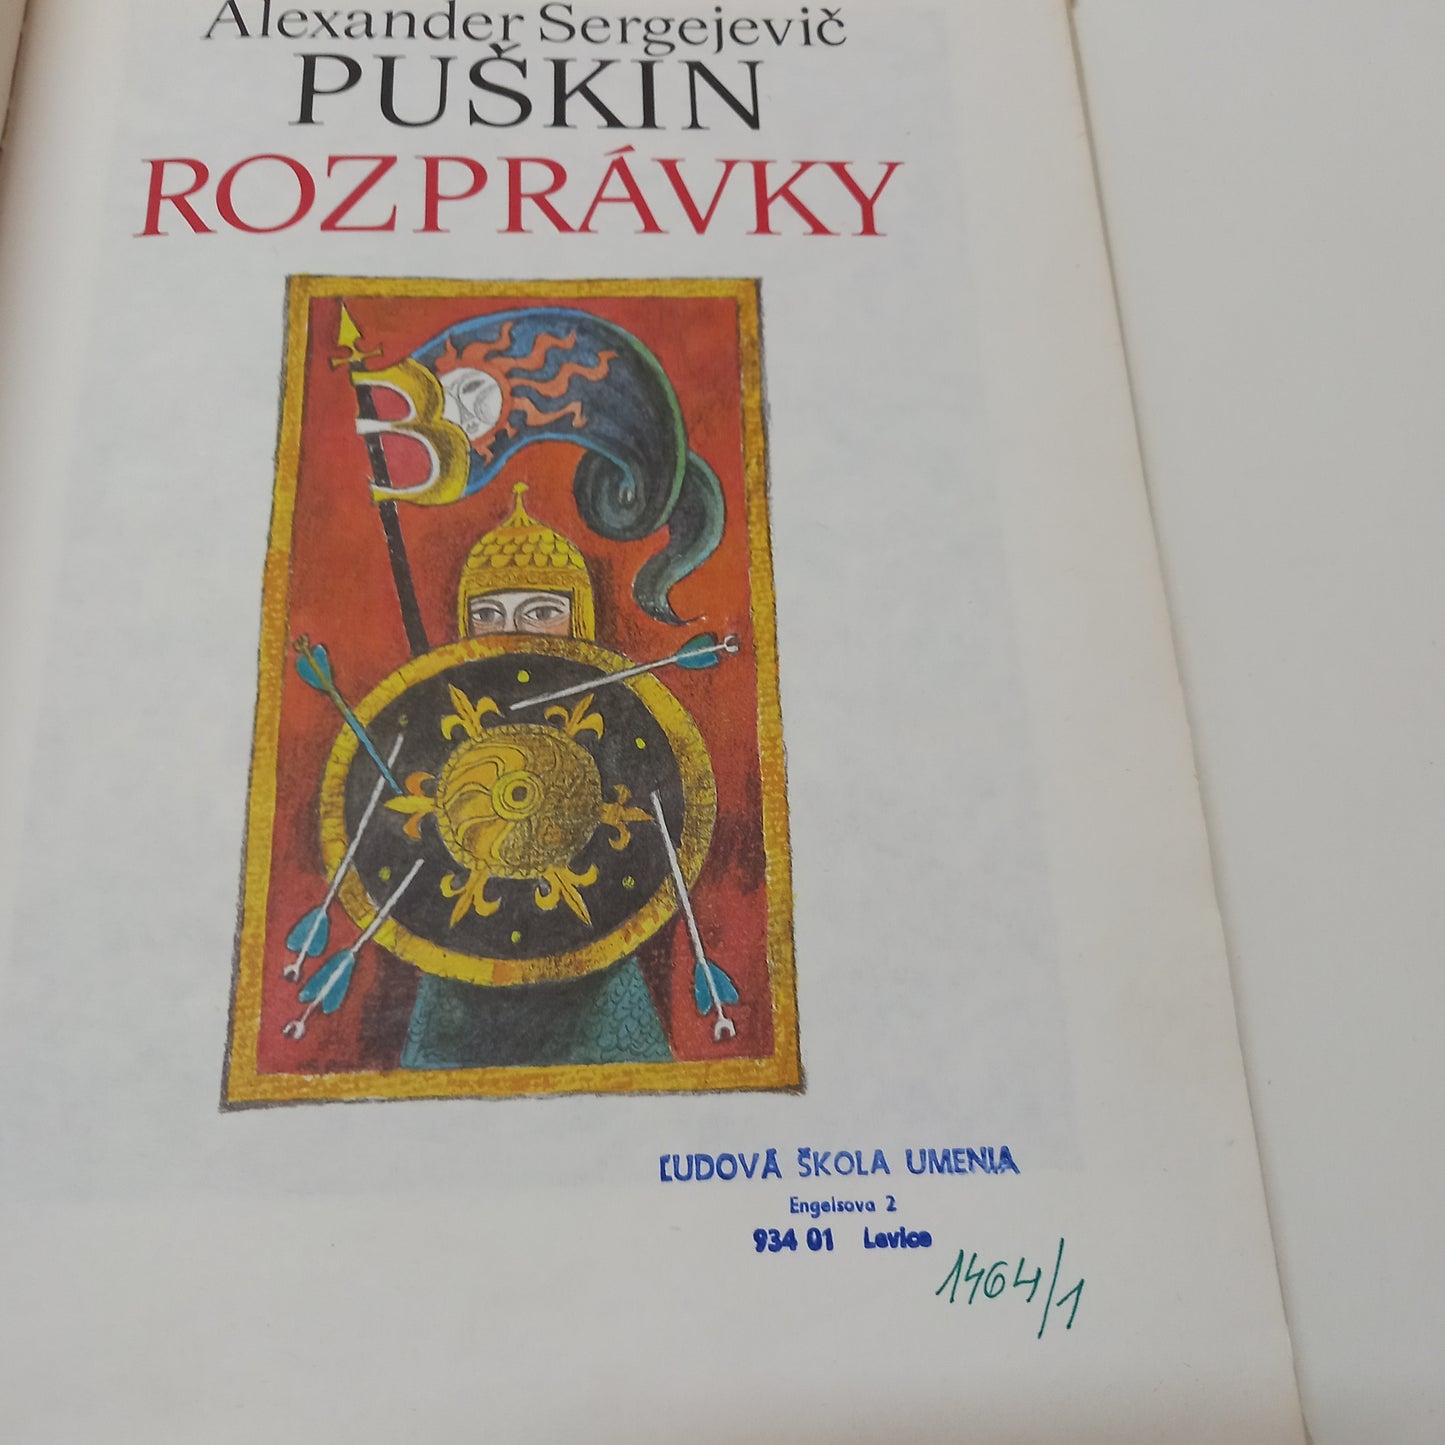 Alexander Sergejevič
PUŠKIN
ROZPRÁVKY
ĽUDOVÁ ŠKOLA UMENIA
Engelsova 2
934 01 Levice
1464/1